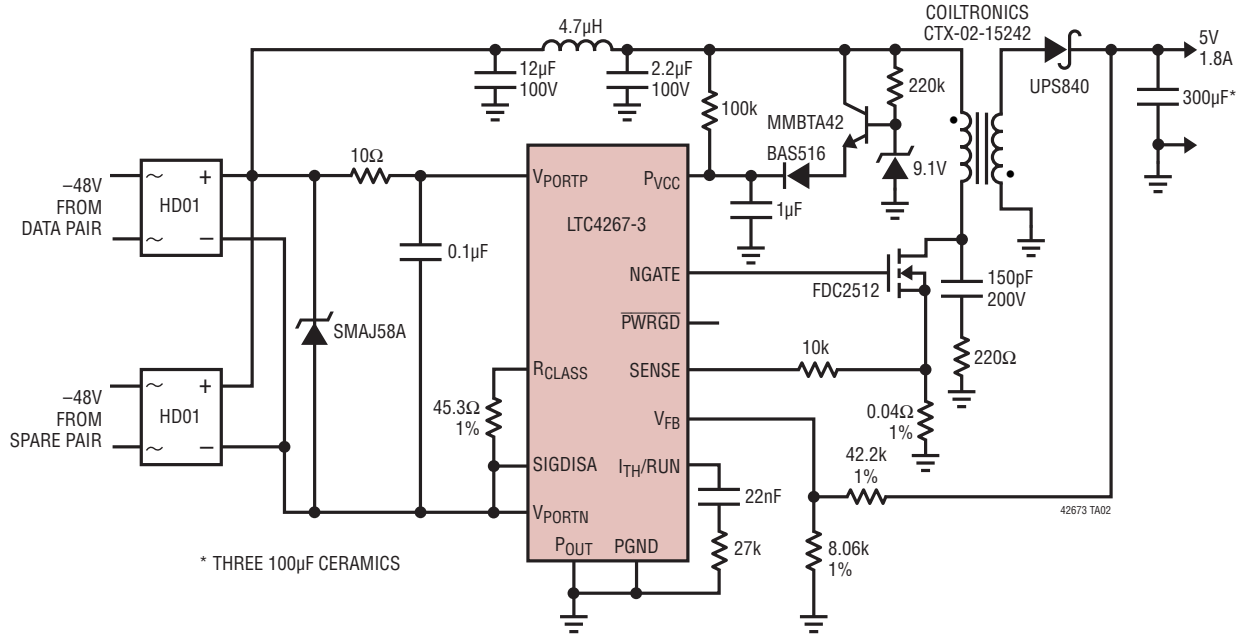 COILTRONICS
CTX-02-15242
4.7µH
5V
1.8A
12µF
100V
2.2µF
100V
220k
UPS840
300µF*
100k
MMBTA42
10Ω
BAS516
9.1V
–48V
FROM
DATA PAIR
~
+
HD01
~
–
VPORTP
PVCC
1µF
LTC4267-3
0.1µF
NGATE
FDC2512
150pF
200V
SMAJ58A
PWRGD
10k
220Ω
RCLASS
SENSE
–48V
FROM
SPARE PAIR
~
+
HD01
~
–
45.3Ω
1%
VFB
0.04Ω
1%
SIGDISA
ITH/RUN
42.2k
1%
22nF
42673 TA02
VPORTN
POUT
PGND
27k
8.06k
1%
* THREE 100µF CERAMICS